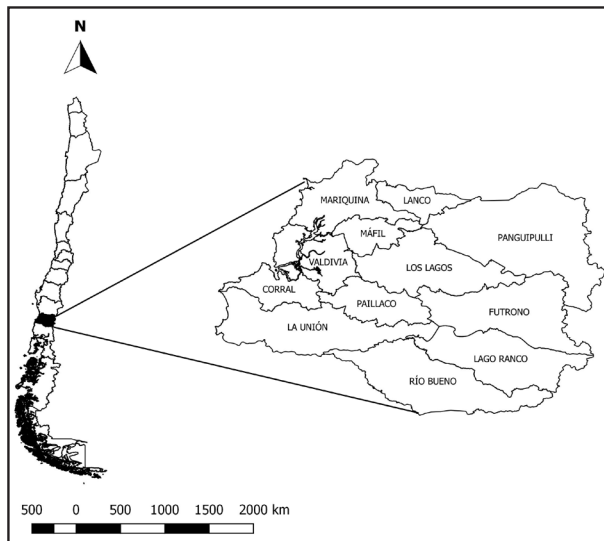 N
MARIQUINA
LANCO
MÁFIL
PANGUIPULLI
VALDIVIA
LOS LAGOS
CORRAL
PAILLACO
FUTRONO
LA UNIÓN
LAGO RANCO
RÍO BUENO
500 0 500 1000 1500 2000 km